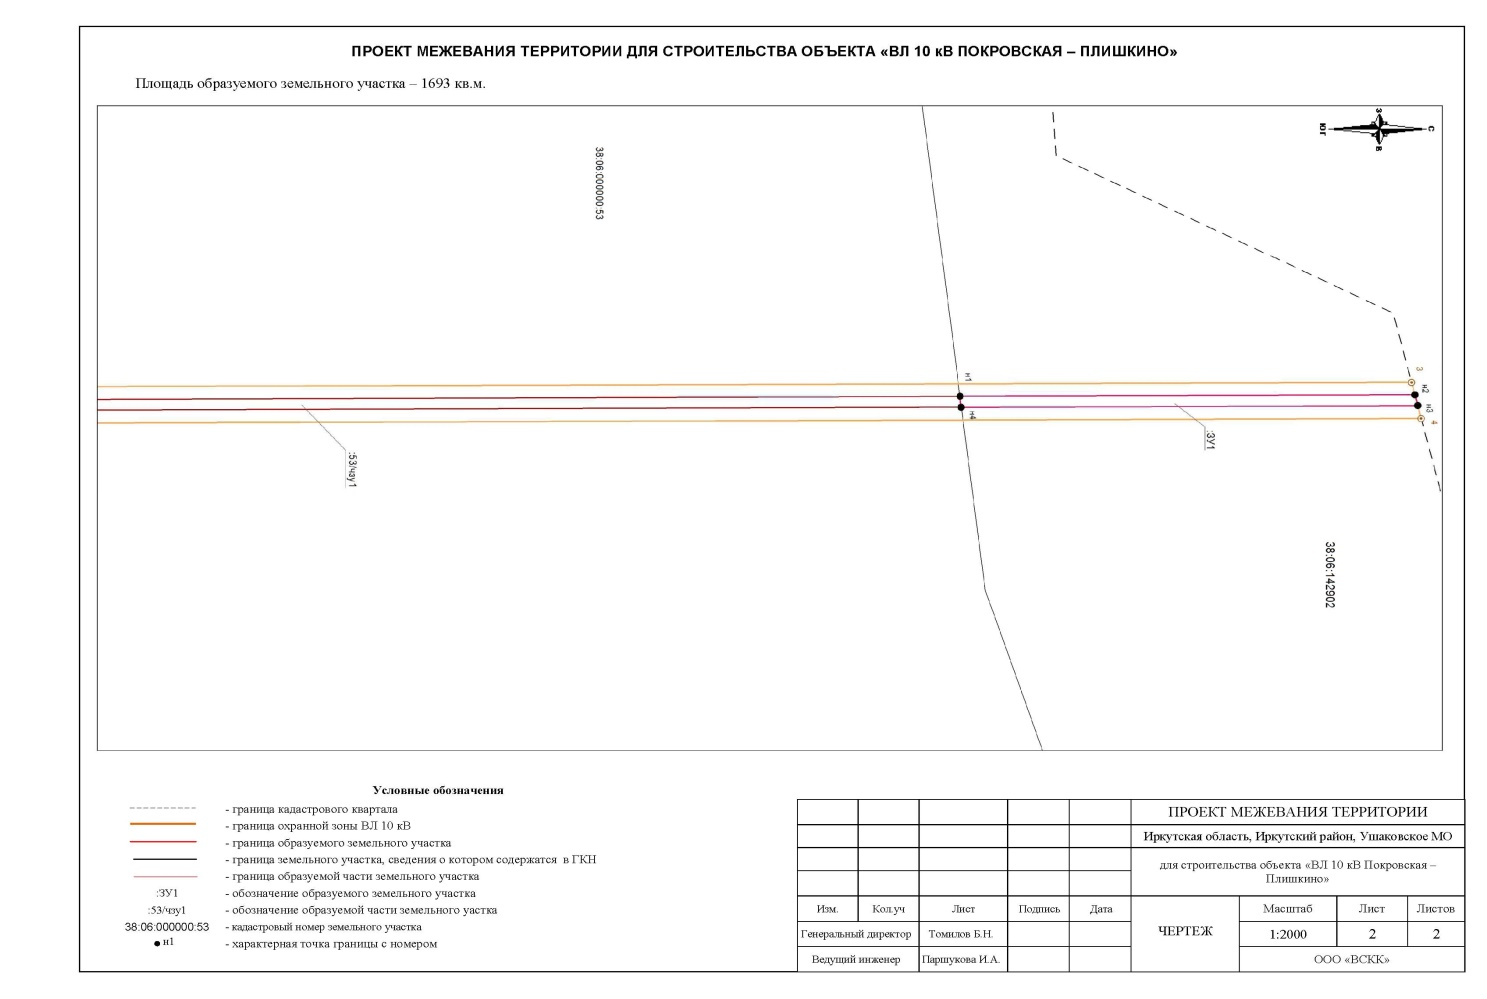 ПРОЕКТ МЕЖЕВАНИЯ ТЕРРИТОРИИ ДЛЯ СТРОИТЕЛЬСТВА ОБЪЕКТА «ВЛ 10 кВ ПОКРОВСКАЯ – ПЛИШКИНО»
Площадь образуемого земельного участка – 1693 кв.м.
З
Юг
С
В
38:06:000000:53
н1
3
н2
н3
н4
4
:ЗУ1
:53/чзу1
38:06:142902
Условные обозначения
- граница кадастрового квартала
- граница охранной зоны ВЛ 10 кВ
- граница образуемого земельного участка
- граница земельного участка, сведения о котором содержатся в ГКН
- граница образуемой части земельного участка
:ЗУ1 - обозначение образуемого земельного участка
:53/чзу1 - обозначение образуемой части земельного уастка
38:06:000000:53 - кадастровый номер земельного участка
н1 - характерная точка границы с номером
ПРОЕКТ МЕЖЕВАНИЯ ТЕРРИТОРИИ
Иркутская область, Иркутский район, Ушаковское МО
для строительства объекта «ВЛ 10 кВ Покровская –
Плишкино»
Изм. Кол.уч Лист Подпись Дата
ЧЕРТЕЖ
Масштаб Лист Листов
Генеральный директор Томилов Б.Н.
1:2000 2 2
Ведущий инженер Паршукова И.А.
ООО «ВСКК»